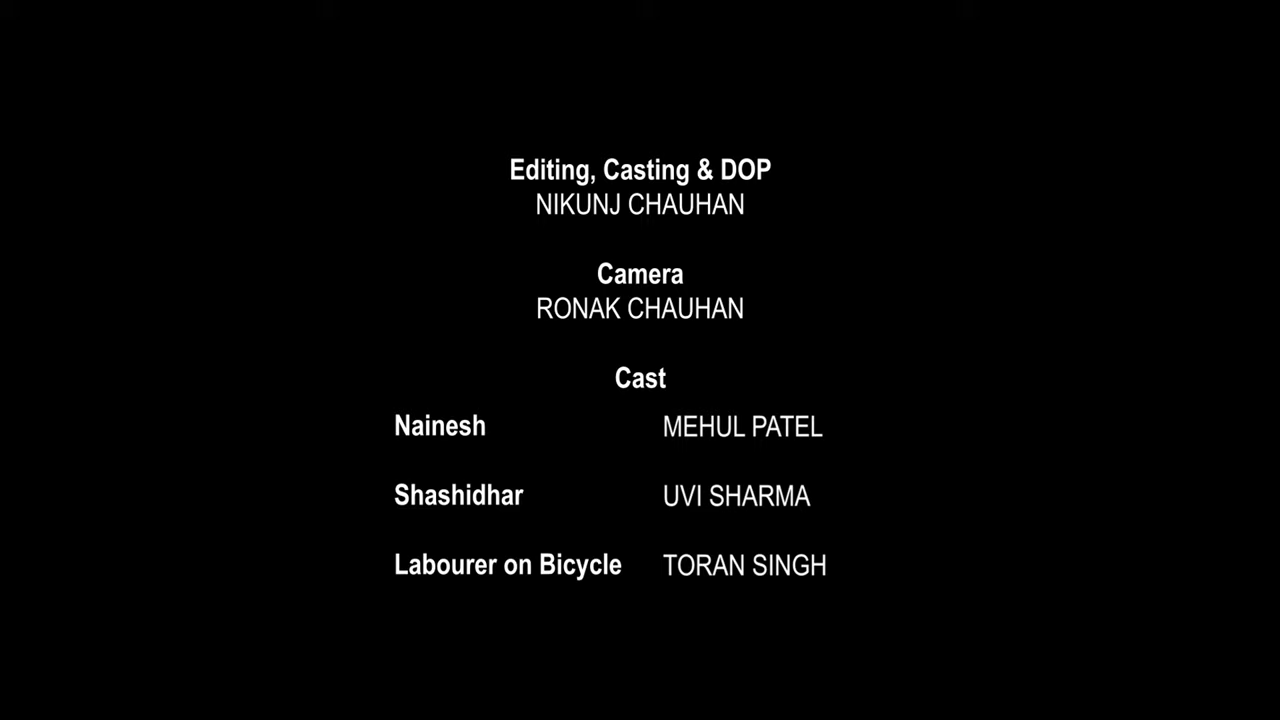 Editing, Casting & DOP
NIKUNJ CHAUHAN
Camera
RONAK CHAUHAN
Cast
Nainesh MEHUL PATEL
Shashidhar UVI SHARMA
Labourer on Bicycle TORAN SINGH